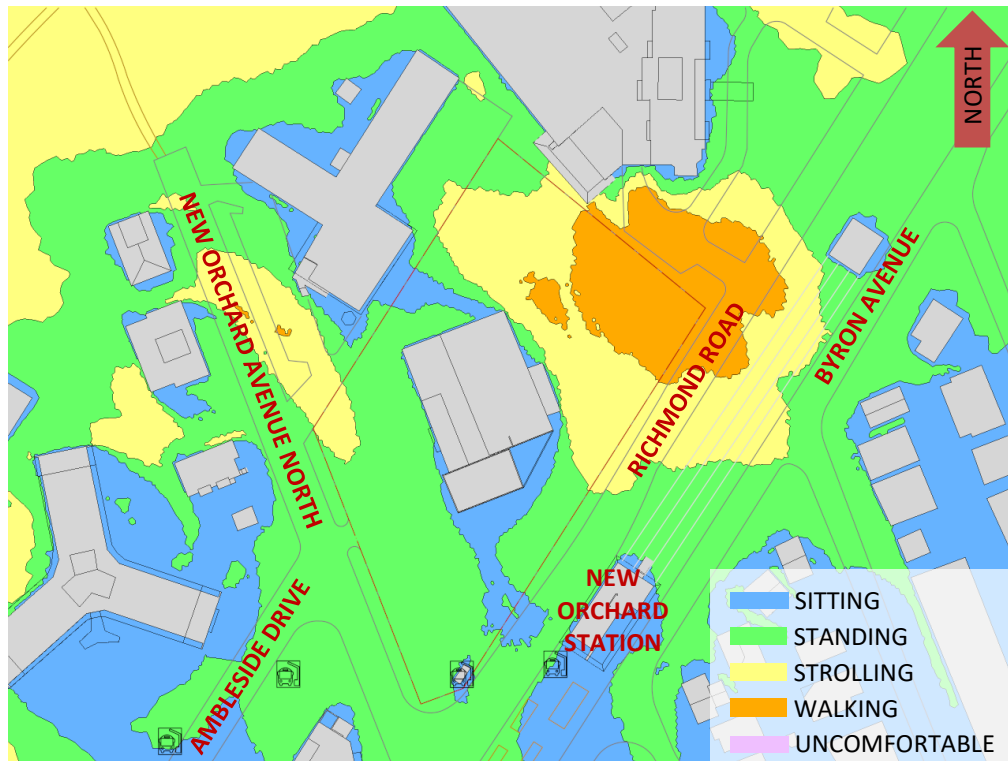 NORTH
NEW ORCHARD AVENUE NORTH
BYRON AVENUE
RICHMOND ROAD
NEW
ORCHARD
STATION
AMBLESIDE DRIVE
SITTING
STANDING
STROLLING
WALKING
UNCOMFORTABLE